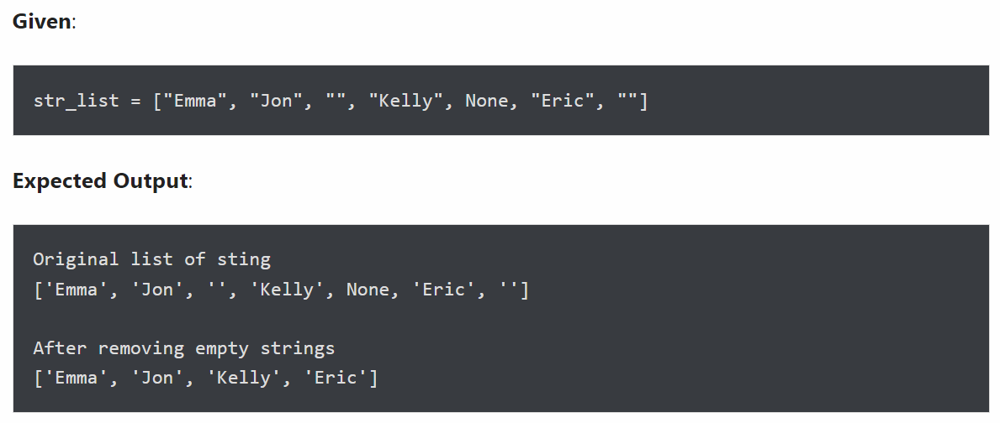 Given:
str_list = ["Emma", "Jon", "", "Kelly", None, "Eric", ""]
Expected Output:
Original list of sting
['Emma', 'Jon', '', 'Kelly', None, 'Eric', '']
After removing empty strings
['Emma', 'Jon', 'Kelly', 'Eric']